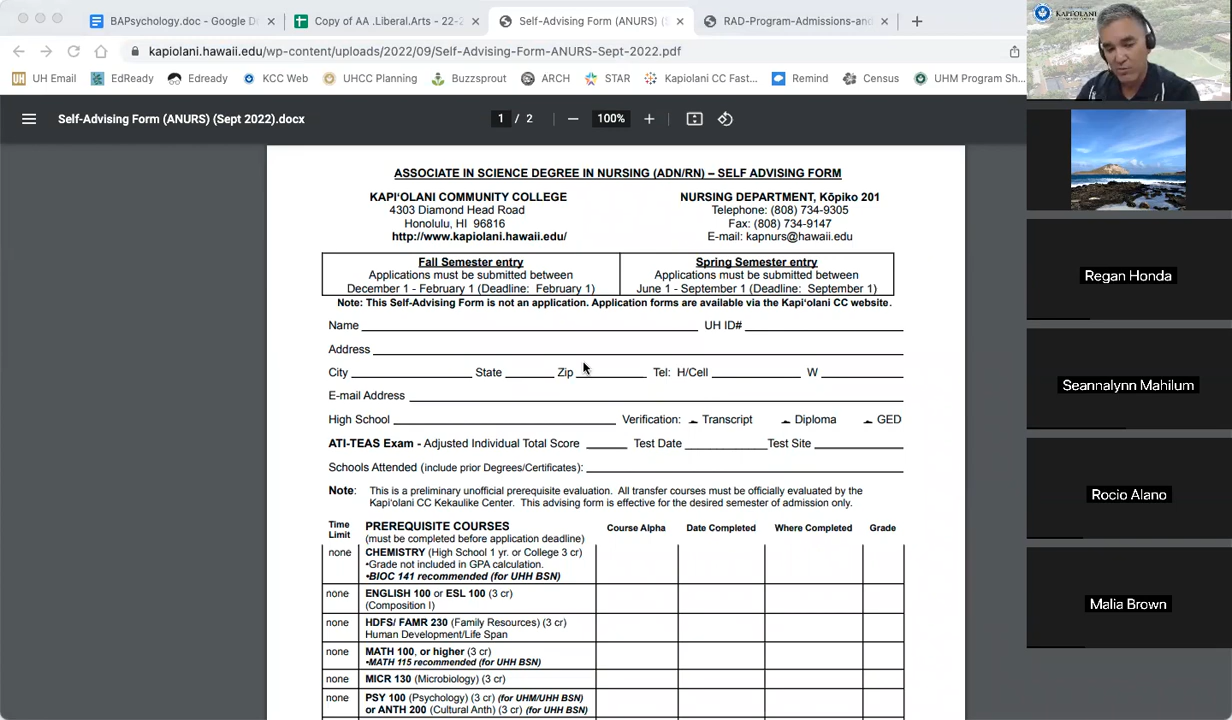 BAPsychology.doc - Google D
Copy of AA .Liberal.Arts - 22-2
Self-Advising Form (ANURS) (
RAD-Program-Admissions-and
kapiolani.hawaii.edu/wp-content/uploads/2022/09/Self-Advising-Form-ANURS-Sept-2022.pdf
UH Email
EdReady
Edready
KCC Web
UHCC Planning
Buzzsprout
ARCH
STAR
Kapiolani CC Fast...
Remind
Census
UHM Program Sh...
Self-Advising Form (ANURS) (Sept 2022).docx
1 / 2
100%
ASSOCIATE IN SCIENCE DEGREE IN NURSING (ADN/RN) – SELF ADVISING FORM
KAPI‘OLANI COMMUNITY COLLEGE
4303 Diamond Head Road
Honolulu, HI 96816
http://www.kapiolani.hawaii.edu/
NURSING DEPARTMENT, Kōpiko 201
Telephone: (808) 734-9305
Fax: (808) 734-9147
E-mail: kapnurs@hawaii.edu
Fall Semester entry
Applications must be submitted between
December 1 - February 1 (Deadline: February 1)
Spring Semester entry
Applications must be submitted between
June 1 - September 1 (Deadline: September 1)
Note: This Self-Advising Form is not an application. Application forms are available via the Kapi‘olani CC website.
Name UH ID#
Address
City State Zip Tel: H/Cell W
E-mail Address
High School Verification: Transcript Diploma GED
ATI-TEAS Exam - Adjusted Individual Total Score Test Date Test Site
Schools Attended (include prior Degrees/Certificates):
Note: This is a preliminary unofficial prerequisite evaluation. All transfer courses must be officially evaluated by the
Kapi‘olani CC Kekaulike Center. This advising form is effective for the desired semester of admission only.
Time
Limit
PREREQUISITE COURSES
(must be completed before application deadline)
Course Alpha
Date Completed
Where Completed
Grade
none
CHEMISTRY (High School 1 yr. or College 3 cr)
•Grade not included in GPA calculation.
•BIOC 141 recommended (for UHH BSN)
none
ENGLISH 100 or ESL 100 (3 cr)
(Composition I)
none
HDFS/ FAMR 230 (Family Resources) (3 cr)
Human Development/Life Span
none
MATH 100, or higher (3 cr)
•MATH 115 recommended (for UHH BSN)
none
MICR 130 (Microbiology) (3 cr)
none
PSY 100 (Psychology) (3 cr) (for UHM/UHH BSN)
or ANTH 200 (Cultural Anth) (3 cr) (for UHH BSN)
KAPI‘OLANI
Regan Honda
Seannalynn Mahilum
Rocio Alano
Malia Brown